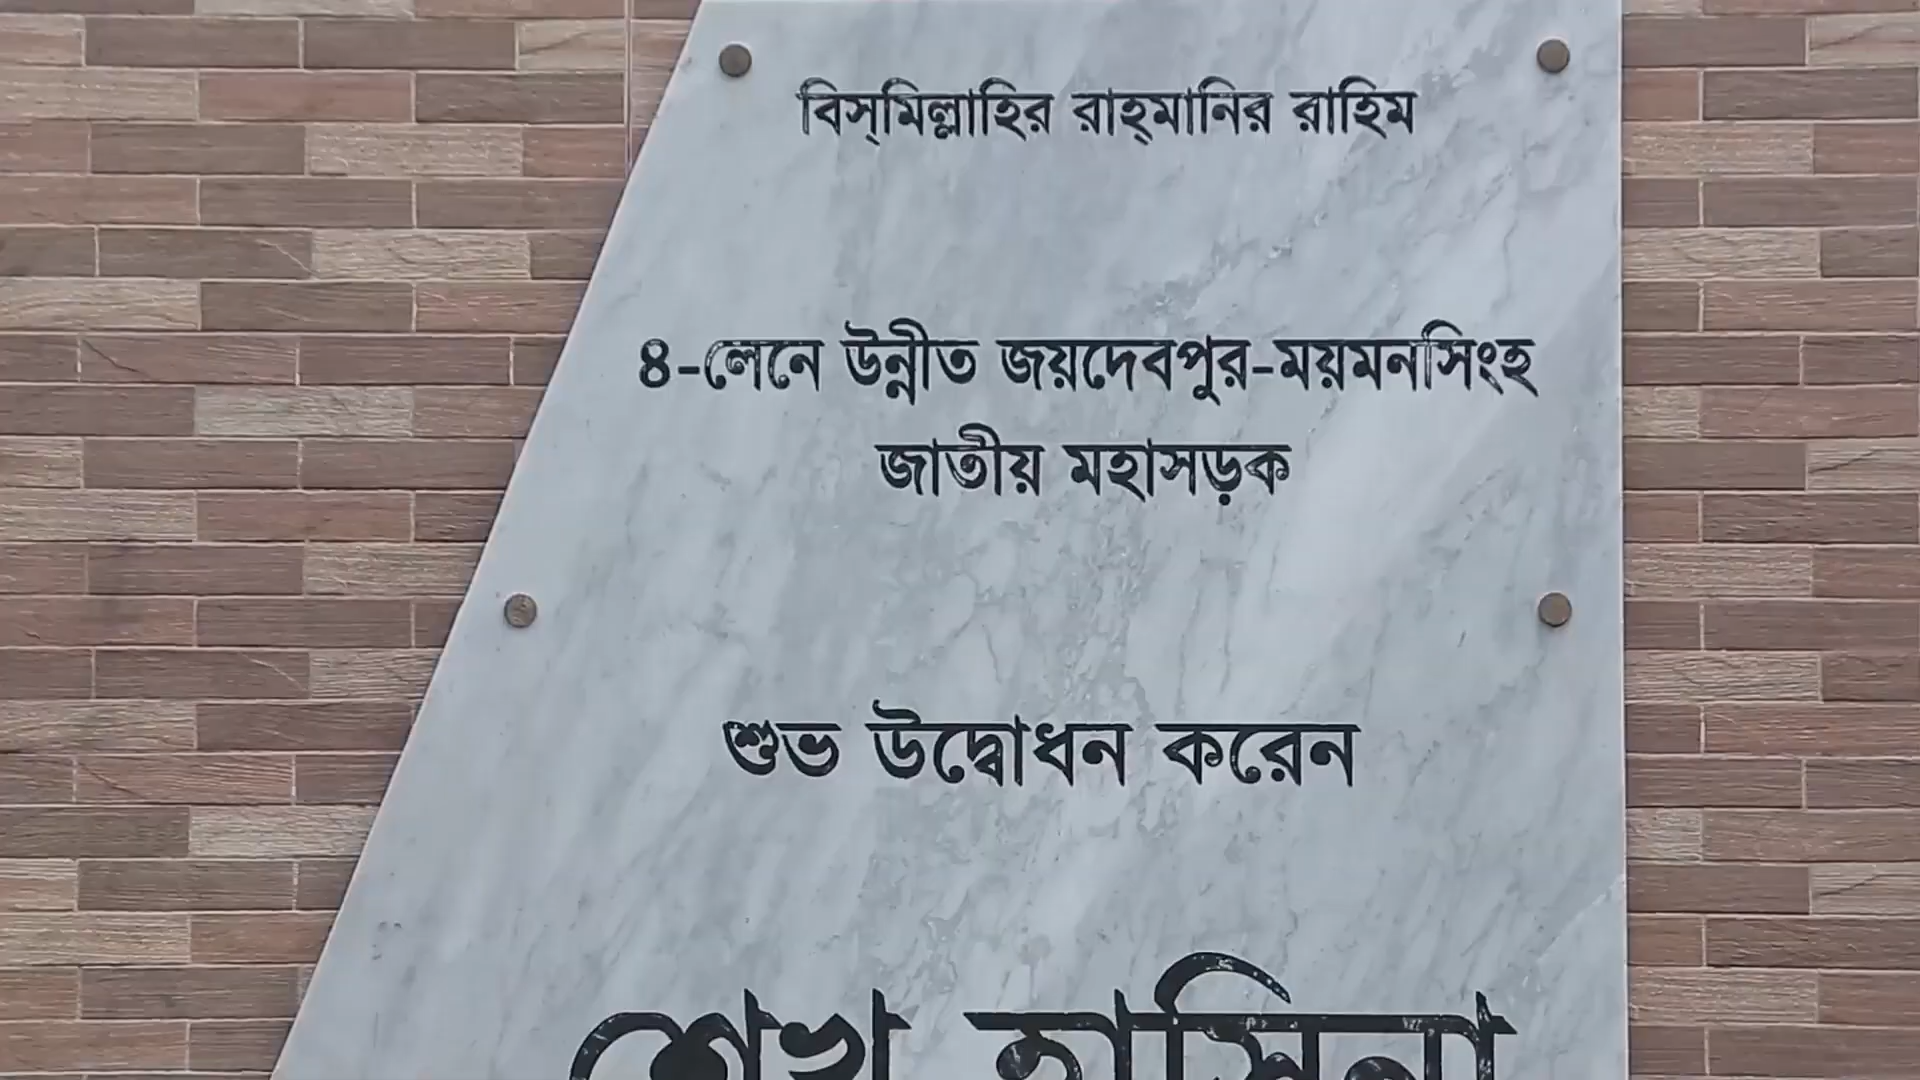 বিস্‌মিল্লাহির রাহ্‌মানির রাহিম
৪-লেনে উন্নীত জয়দেবপুর-ময়মনসিংহ
জাতীয় মহাসড়ক
শুভ উদ্বোধন করেন
শেখ হাসিনা